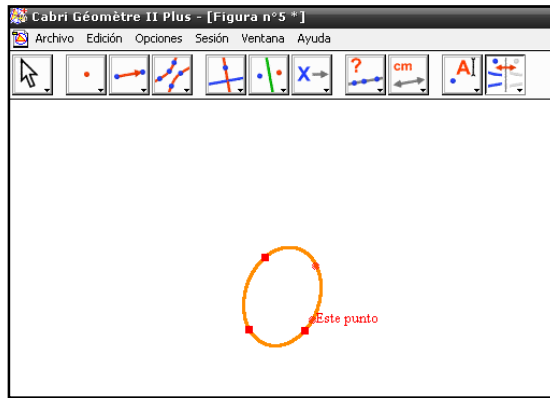 Cabri Géomètre II Plus - [Figura n°5 *]
Archivo Edición Opciones Sesión Ventana Ayuda
X ? cm A
Este punto